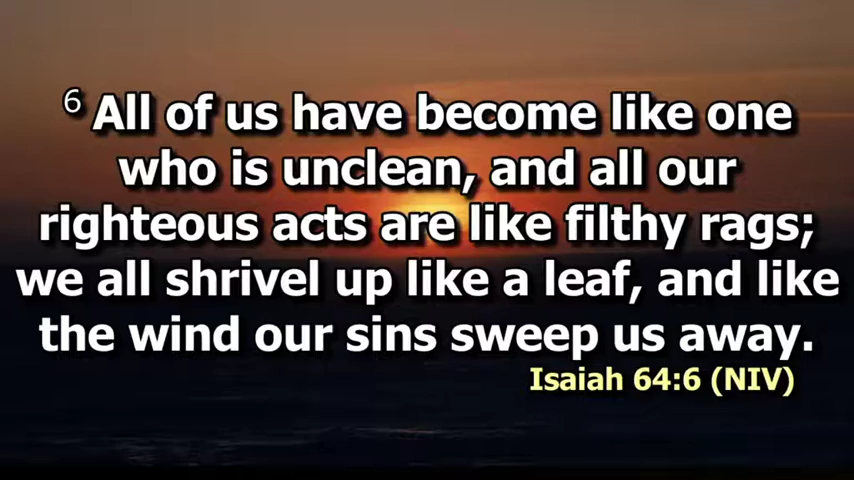 6 All of us have become like one
who is unclean, and all our
righteous acts are like filthy rags;
we all shrivel up like a leaf, and like
the wind our sins sweep us away.
Isaiah 64:6 (NIV)